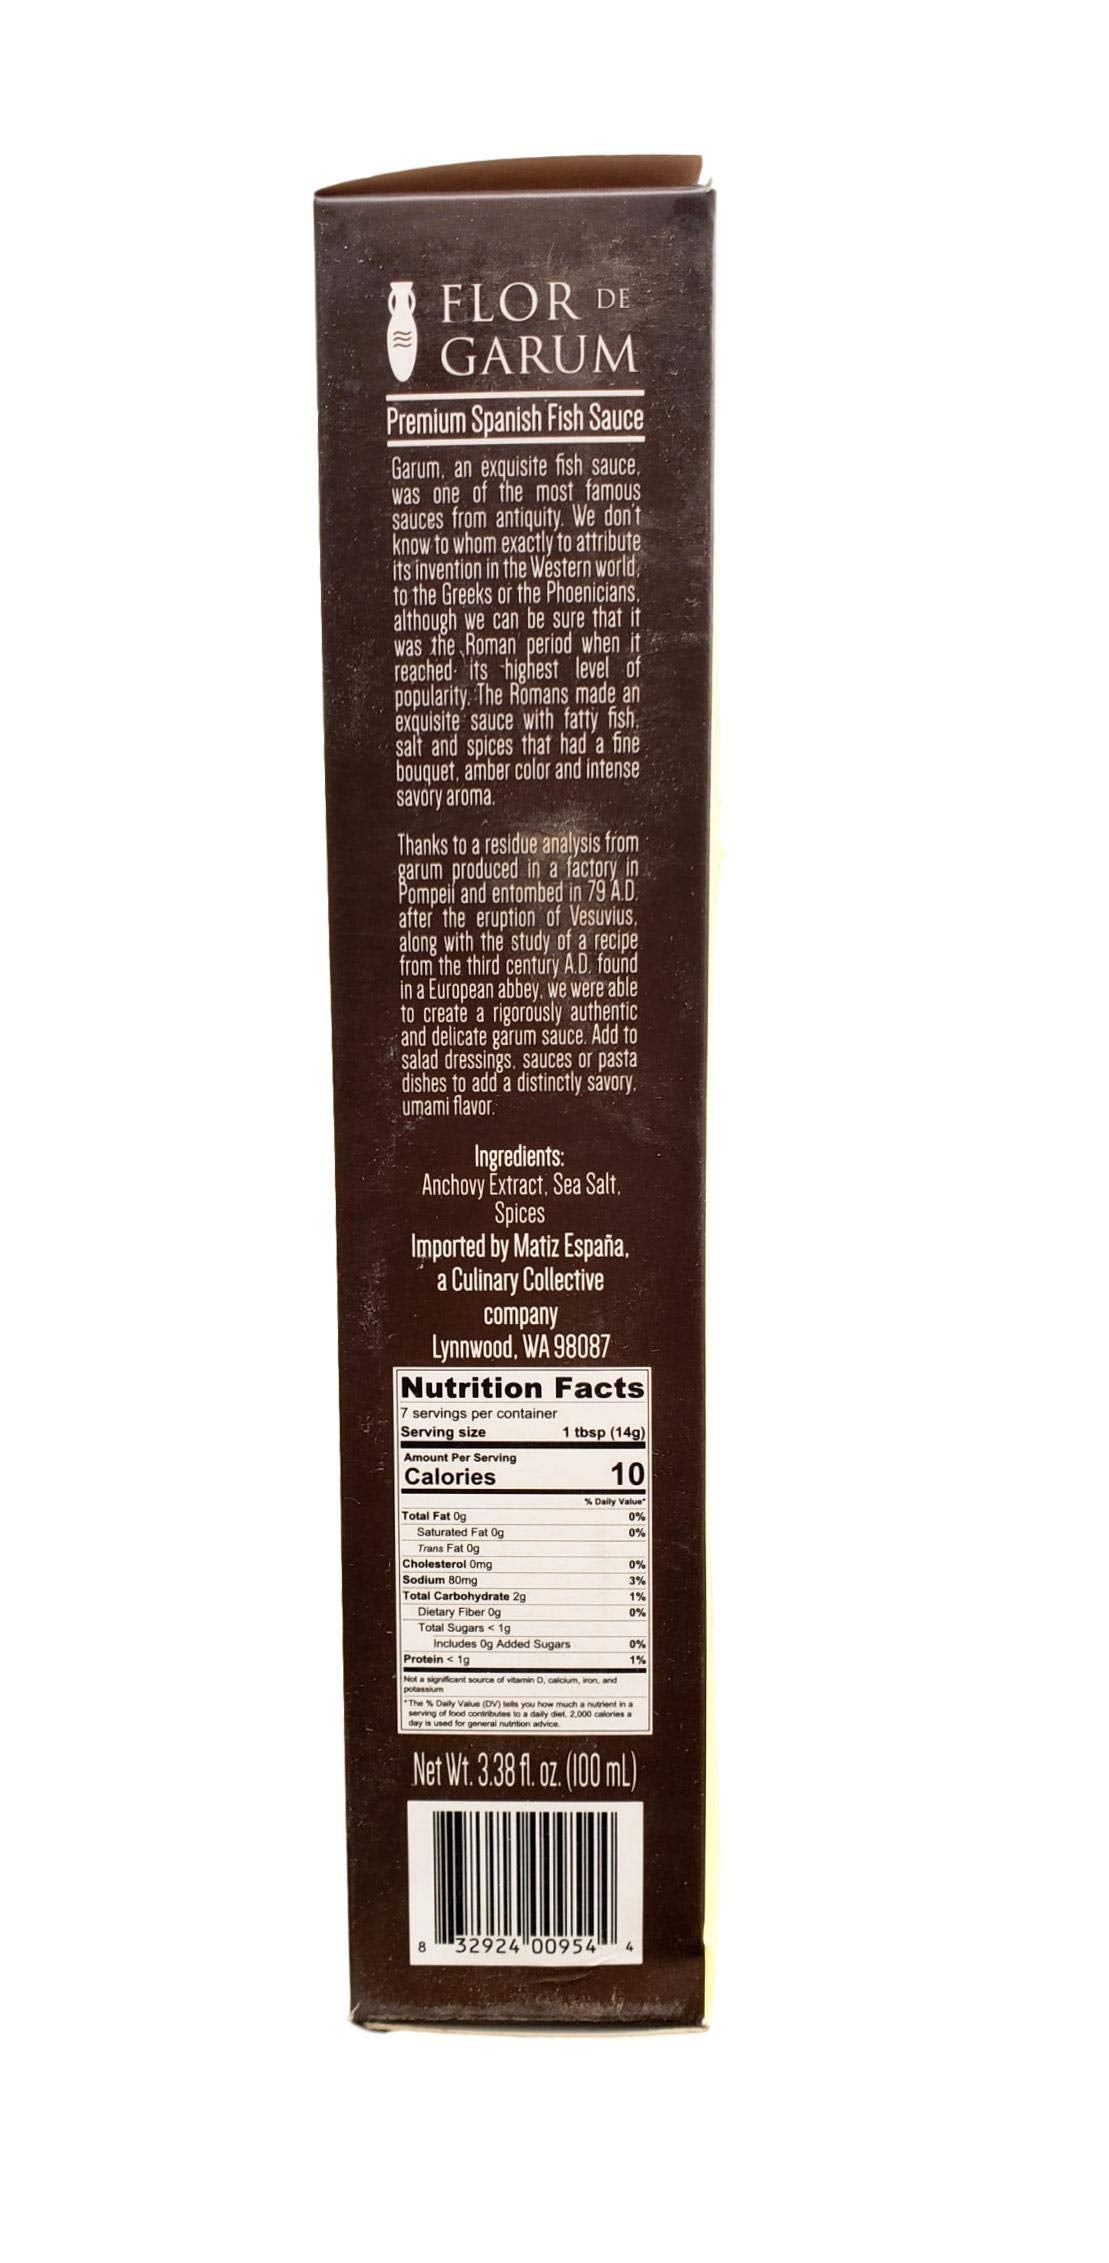 FLOR DE
GARUM
Premium Spanish Fish Sauce
Garum, an exquisite fish sauce,
was one of the most famous
sauces from antiquity. We don't
know to whom exactly to attribute
its invention in the Western world,
to the Greeks or the Phoenicians,
although we can be sure that it
was the Roman period when it
reached its highest level of
popularity. The Romans made an
exquisite sauce with fatty fish,
salt and spices that had a fine
bouquet, amber color and intense
savory aroma.
Thanks to a residue analysis from
garum produced in a factory in
Pompeii and entombed in 79 A.D.
after the eruption of Vesuvius,
along with the study of a recipe
from the third century A.D. found
in a European abbey, we were able
to create a rigorously authentic
and delicate garum sauce. Add to
salad dressings, sauces or pasta
dishes to add a distinctly savory,
umami flavor.
Ingredients:
Anchovy Extract, Sea Salt,
Spices
Imported by Matiz España,
a Culinary Collective
company
Lynnwood, WA 98087
Nutrition Facts
7 servings per container
Serving size 1 tbsp (14g)
Amount Per Serving
Calories 10
% Daily Value*
Total Fat 0g 0%
Saturated Fat 0g 0%
Trans Fat 0g
Cholesterol 0mg 0%
Sodium 80mg 3%
Total Carbohydrate 2g 1%
Dietary Fiber 0g 0%
Total Sugars < 1g
Includes 0g Added Sugars 0%
Protein < 1g 1%
Not a significant source of vitamin D, calcium, iron, and
potassium
*The % Daily Value (DV) tells you how much a nutrient in a
serving of food contributes to a daily diet. 2,000 calories a
day is used for general nutrition advice.
Net Wt. 3.38 fl. oz. (100 mL)
8 32924 00954 4